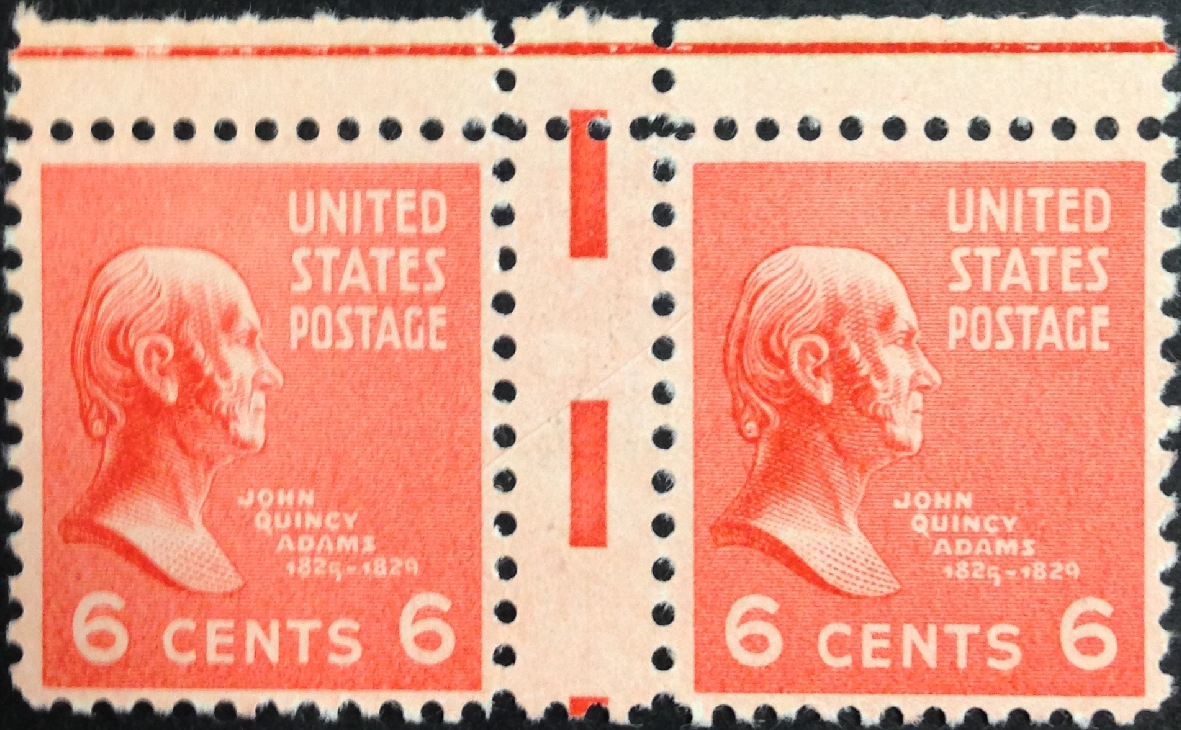 UNITED
STATES
POSTAGE
JOHN
QUINCY
ADAMS
1825-1829
6 CENTS 6
UNITED
STATES
POSTAGE
JOHN
QUINCY
ADAMS
1825-1829
6 CENTS 6